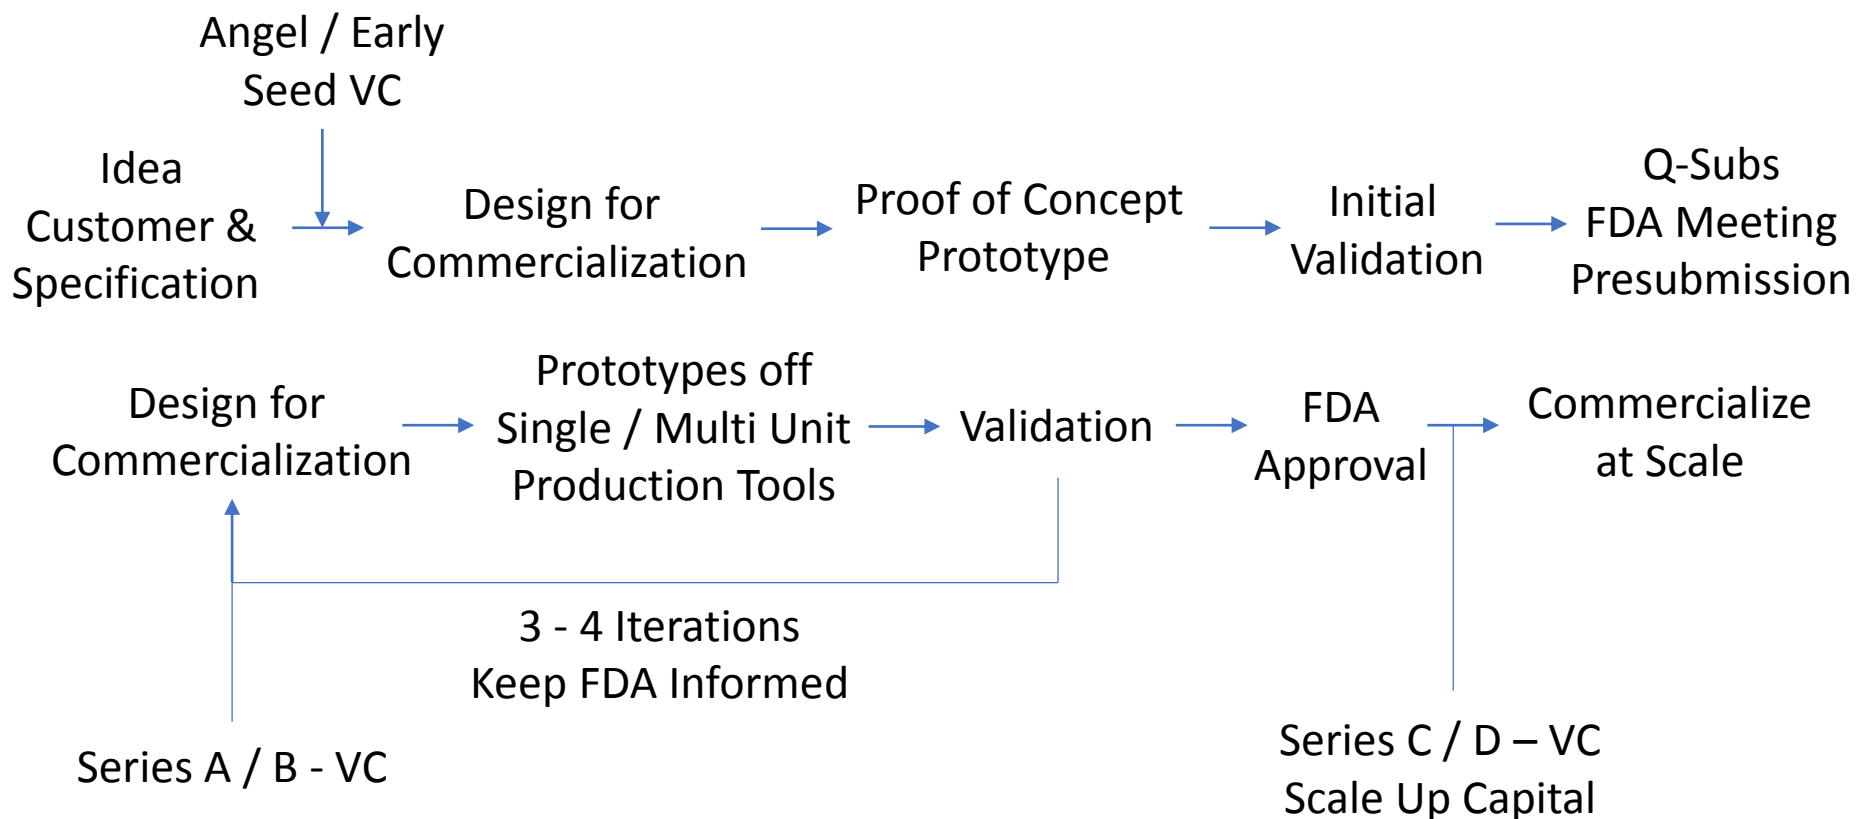 Angel / Early
Seed VC
Idea
Customer &
Specification
Design for
Commercialization
Proof of Concept
Prototype
Initial
Validation
Q-Subs
FDA Meeting
Presubmission
Design for
Commercialization
Prototypes off
Single / Multi Unit
Production Tools
Validation
FDA
Approval
Commercialize
at Scale
3 - 4 Iterations
Keep FDA Informed
Series A / B - VC
Series C / D – VC
Scale Up Capital